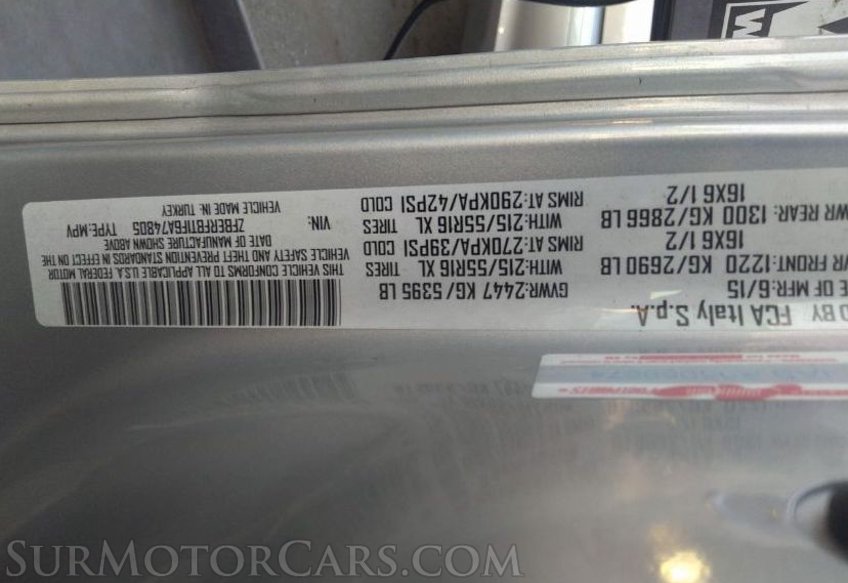 D BY FCA Italy S.p.A.
E OF MFR:6/15 GVWR:2447 KG/5395 LB
R FRONT:1220 KG/2690 LB WITH:215/55R16 XL TIRES
16X6 1/2 RIMS AT:270KPA/39PSI COLD
WR REAR: 1300 KG/2866 LB WITH:215/55R16 XL TIRES
16X6 1/2 RIMS AT:290KPA/42PSI COLD
THIS VEHICLE CONFORMS TO ALL APPLICABLE U.S.A. FEDERAL MOTOR
VEHICLE SAFETY AND THEFT PREVENTION STANDARDS IN EFFECT ON THE
DATE OF MANUFACTURE SHOWN ABOVE
VIN: ZFBERFBT1F6A74805 TYPE:MPV
VEHICLE MADE IN: TURKEY
SURMOTORCARS.COM